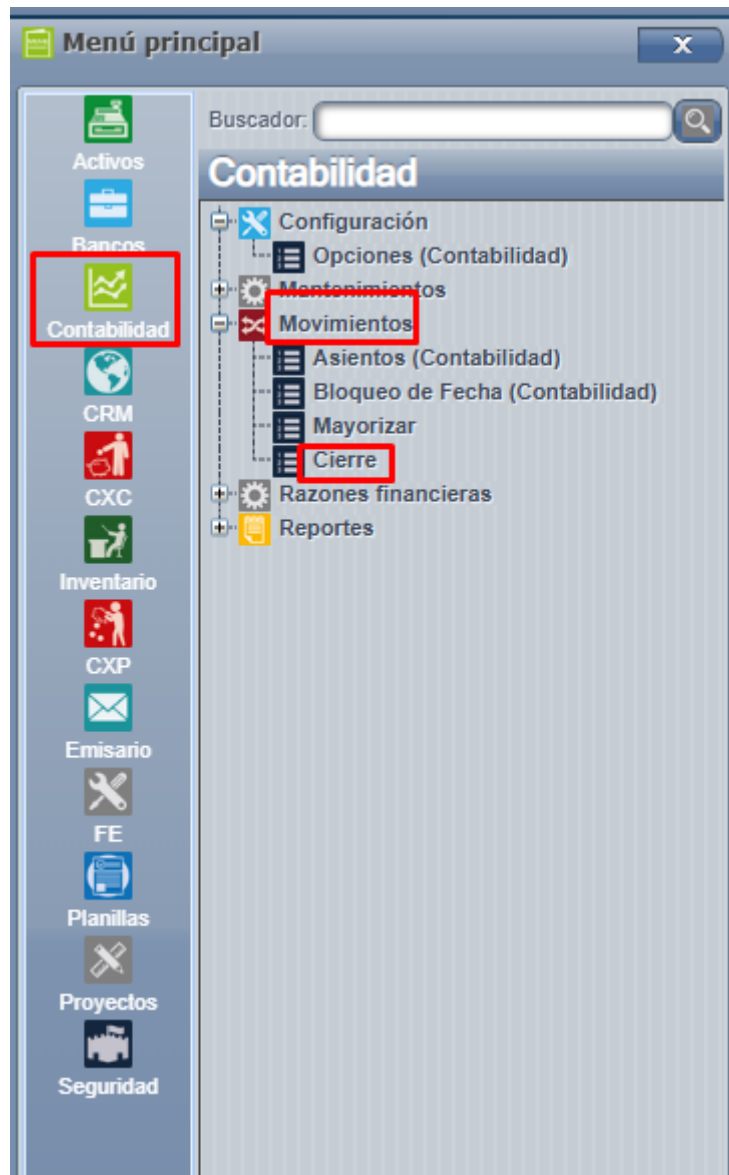 Menú principal
x
Activos
Bancos
Contabilidad
CRM
CXC
Inventario
CXP
Emisario
FE
Planillas
Proyectos
Seguridad
Buscador:
Contabilidad
Configuración
Opciones (Contabilidad)
Mantenimientos
Movimientos
Asientos (Contabilidad)
Bloqueo de Fecha (Contabilidad)
Mayorizar
Cierre
Razones financieras
Reportes